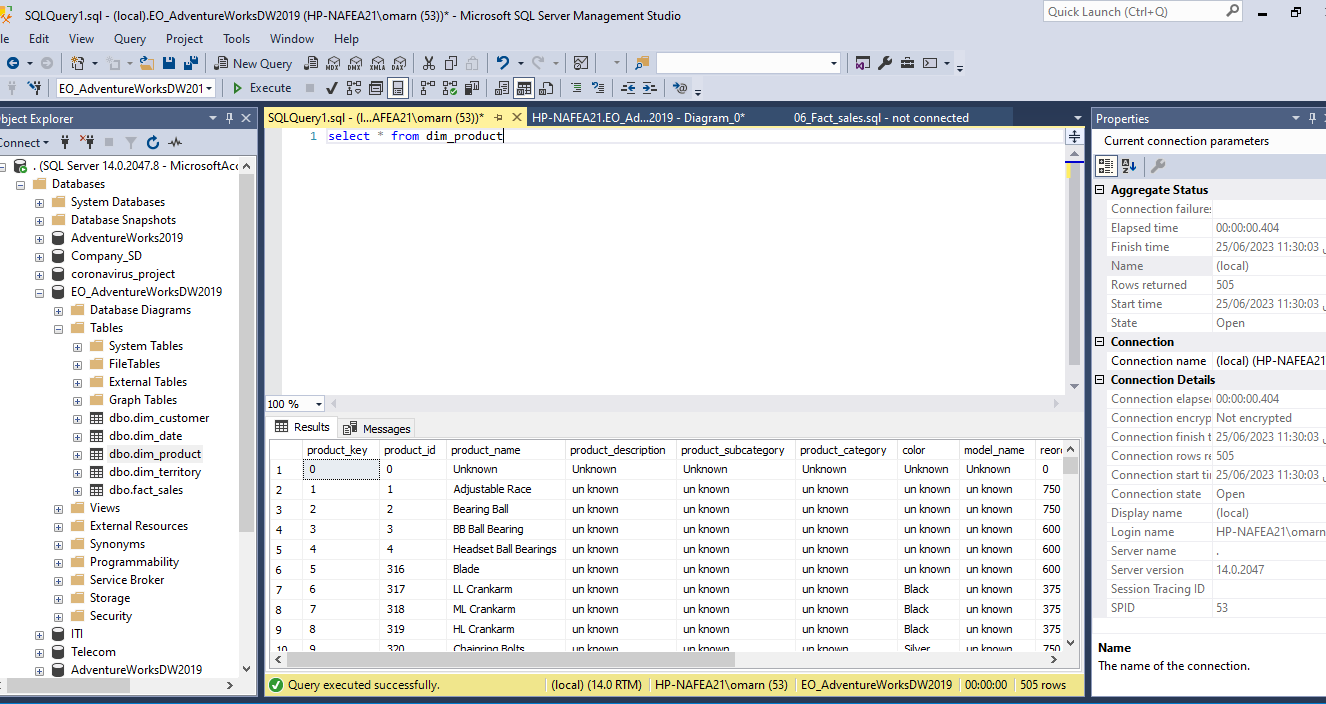 SQLQuery1.sql - (local).EO_AdventureWorksDW2019 (HP-NAFEA21\omarn (53))* - Microsoft SQL Server Management Studio
Quick Launch (Ctrl+Q)
le Edit View Query Project Tools Window Help
New Query MDX DMX XMLA DAX
EO_AdventureWorksDW201 Execute
bject Explorer
onnect
. (SQL Server 14.0.2047.8 - MicrosoftAcc
Databases
System Databases
Database Snapshots
AdventureWorks2019
Company_SD
coronavirus_project
EO_AdventureWorksDW2019
Database Diagrams
Tables
System Tables
FileTables
External Tables
Graph Tables
dbo.dim_customer
dbo.dim_date
dbo.dim_product
dbo.dim_territory
dbo.fact_sales
Views
External Resources
Synonyms
Programmability
Service Broker
Storage
Security
ITI
Telecom
AdventureWorksDW2019
SQLQuery1.sql - (l...AFEA21\omarn (53))* HP-NAFEA21.EO_Ad...2019 - Diagram_0* 06_Fact_sales.sql - not connected
1 select * from dim_product
100 %
Results Messages
product_key product_id product_name product_description product_subcategory product_category color model_name reor
1 0 0 Unknown Unknown Unknown Unknown Unknown Unknown 0
2 1 1 Adjustable Race un known un known un known un known un known 750
3 2 2 Bearing Ball un known un known un known un known un known 750
4 3 3 BB Ball Bearing un known un known un known un known un known 600
5 4 4 Headset Ball Bearings un known un known un known un known un known 600
6 5 316 Blade un known un known un known un known un known 600
7 6 317 LL Crankarm un known un known un known Black un known 375
8 7 318 ML Crankarm un known un known un known Black un known 375
9 8 319 HL Crankarm un known un known un known Black un known 375
10 9 320 Chainring Bolts un known un known un known Silver un known 750
Query executed successfully. (local) (14.0 RTM) HP-NAFEA21\omarn (53) EO_AdventureWorksDW2019 00:00:00 505 rows
Properties
Current connection parameters
Aggregate Status
Connection failures
Elapsed time 00:00:00.404
Finish time 25/06/2023 11:30:03
Name (local)
Rows returned 505
Start time 25/06/2023 11:30:03
State Open
Connection
Connection name (local) (HP-NAFEA21
Connection Details
Connection elapse 00:00:00.404
Connection encryp Not encrypted
Connection finish t 25/06/2023 11:30:03
Connection rows re 505
Connection start ti 25/06/2023 11:30:03
Connection state Open
Display name (local)
Login name HP-NAFEA21\omarn
Server name .
Server version 14.0.2047
Session Tracing ID
SPID 53
Name
The name of the connection.